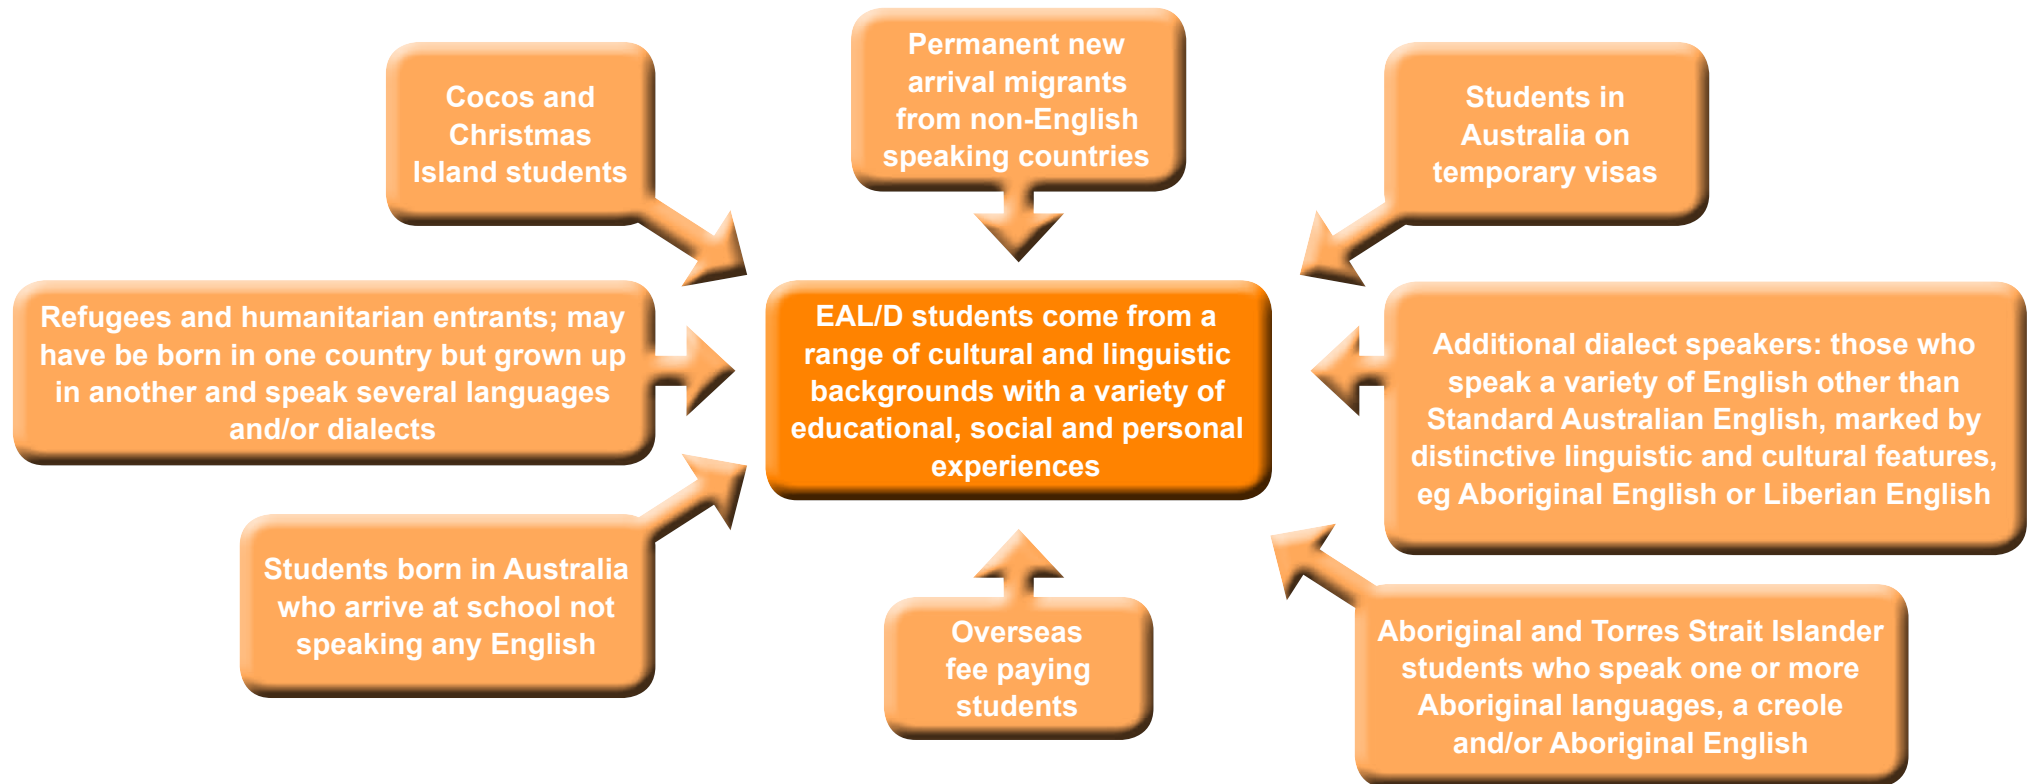 Cocos and
Christmas
Island students
Permanent new
arrival migrants
from non-English
speaking countries
Students in
Australia on
temporary visas
Refugees and humanitarian entrants; may
have be born in one country but grown up
in another and speak several languages
and/or dialects
EAL/D students come from a
range of cultural and linguistic
backgrounds with a variety of
educational, social and personal
experiences
Additional dialect speakers: those who
speak a variety of English other than
Standard Australian English, marked by
distinctive linguistic and cultural features,
eg Aboriginal English or Liberian English
Students born in Australia
who arrive at school not
speaking any English
Overseas
fee paying
students
Aboriginal and Torres Strait Islander
students who speak one or more
Aboriginal languages, a creole
and/or Aboriginal English